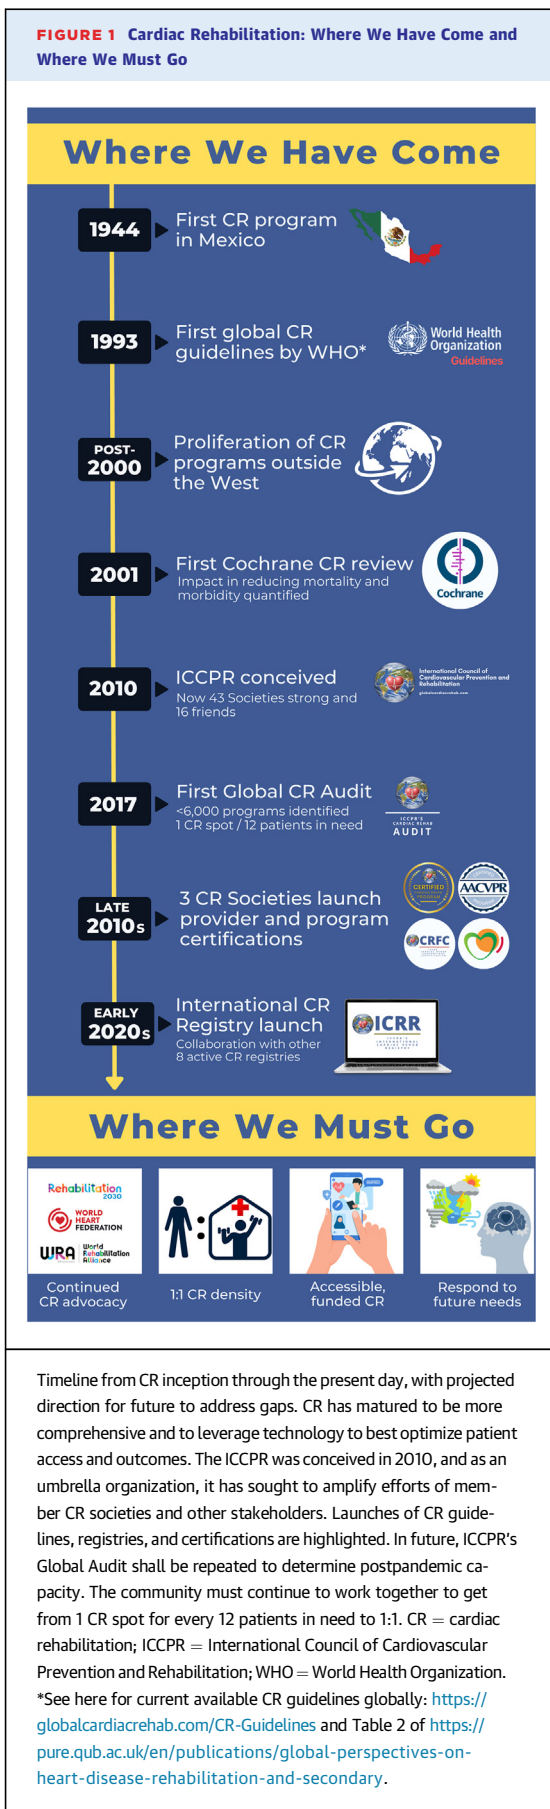 FIGURE 1 Cardiac Rehabilitation: Where We Have Come and
Where We Must Go
Where We Have Come
1944
First CR program
in Mexico
1993
First global CR
guidelines by WHO*
World Health
Organization
Guidelines
POST-
2000
Proliferation of CR
programs outside
the West
2001
First Cochrane CR review
Impact in reducing mortality and
morbidity quantified
Cochrane
2010
ICCPR conceived
Now 43 Societies strong and
16 friends
International Council of
Cardiovascular Prevention and
Rehabilitation
globalcardiacrehab.com
2017
First Global CR Audit
<6,000 programs identified
1 CR spot / 12 patients in need
ICCPR'S
CARDIAC REHAB
AUDIT
LATE
2010s
3 CR Societies launch
provider and program
certifications
CERTIFIED
PROGRAM
AACVPR
CRFC
EARLY
2020s
International CR
Registry launch
Collaboration with other
8 active CR registries
ICRR
ICCPR'S
INTERNATIONAL
CARDIAC REHAB
REGISTRY
Where We Must Go
Rehabilitation
2030
WORLD
HEART
FEDERATION
WRA World
Rehabilitation
Alliance
Continued
CR advocacy
:
1:1 CR density
Accessible,
funded CR
Respond to
future needs
Timeline from CR inception through the present day, with projected
direction for future to address gaps. CR has matured to be more
comprehensive and to leverage technology to best optimize patient
access and outcomes. The ICCPR was conceived in 2010, and as an
umbrella organization, it has sought to amplify efforts of mem-
ber CR societies and other stakeholders. Launches of CR guide-
lines, registries, and certifications are highlighted. In future, ICCPR's
Global Audit shall be repeated to determine postpandemic ca-
pacity. The community must continue to work together to get
from 1 CR spot for every 12 patients in need to 1:1. CR = cardiac
rehabilitation; ICCPR = International Council of Cardiovascular
Prevention and Rehabilitation; WHO = World Health Organization.
*See here for current available CR guidelines globally: https://
globalcardiacrehab.com/CR-Guidelines and Table 2 of https://
pure.qub.ac.uk/en/publications/global-perspectives-on-
heart-disease-rehabilitation-and-secondary.